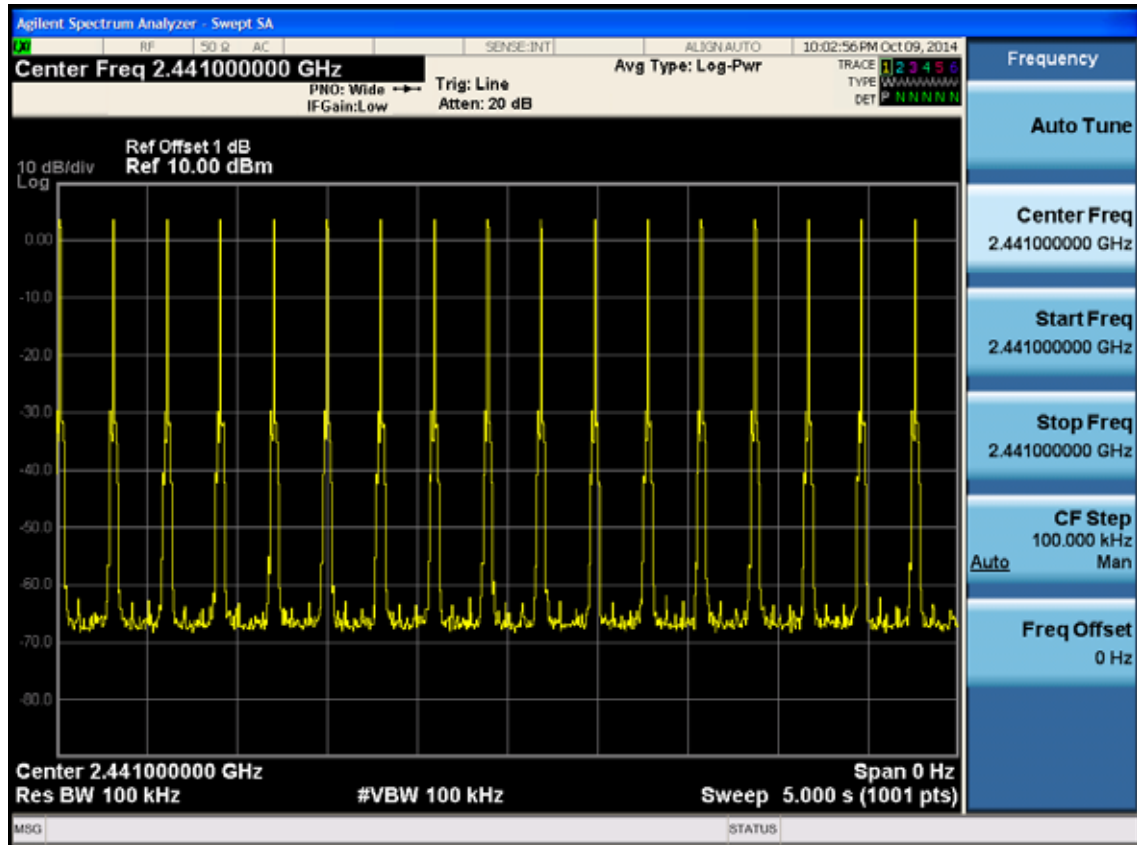 Agilent Spectrum Analyzer - Swept SA
RF 50 Ω AC SENSE:INT ALIGN AUTO 10:02:56 PM Oct 09, 2014
Center Freq 2.441000000 GHz
PNO: Wide
IFGain:Low
Trig: Line
Atten: 20 dB
Avg Type: Log-Pwr
TRACE 1 2 3 4 5 6
TYPE
DET P N N N N N
Ref Offset 1 dB
10 dB/div Ref 10.00 dBm
Log
0.00
-10.0
-20.0
-30.0
-40.0
-50.0
-60.0
-70.0
-80.0
Center 2.441000000 GHz Span 0 Hz
Res BW 100 kHz #VBW 100 kHz Sweep 5.000 s (1001 pts)
MSG STATUS
Frequency
Auto Tune
Center Freq
2.441000000 GHz
Start Freq
2.441000000 GHz
Stop Freq
2.441000000 GHz
CF Step
100.000 kHz
Auto Man
Freq Offset
0 Hz